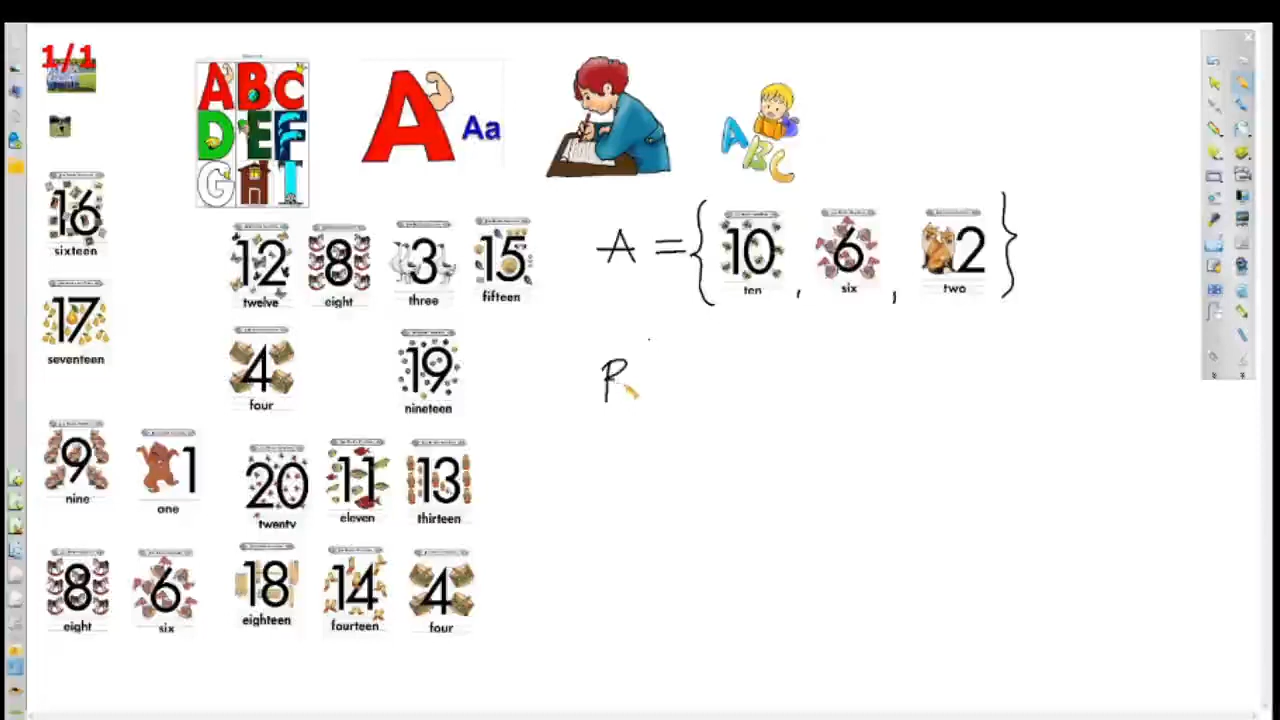 1/1
ABC
DEF
GHI
A Aa
ABC
16
sixteen
17
seventeen
12 8 3 15
twelve eight three fifteen
A = { 10 , 6 , 2 }
ten six two
4 19
four nineteen
9 1
nine one
20 11 13
twenty eleven thirteen
8 6 18 14 4
eight six eighteen fourteen four